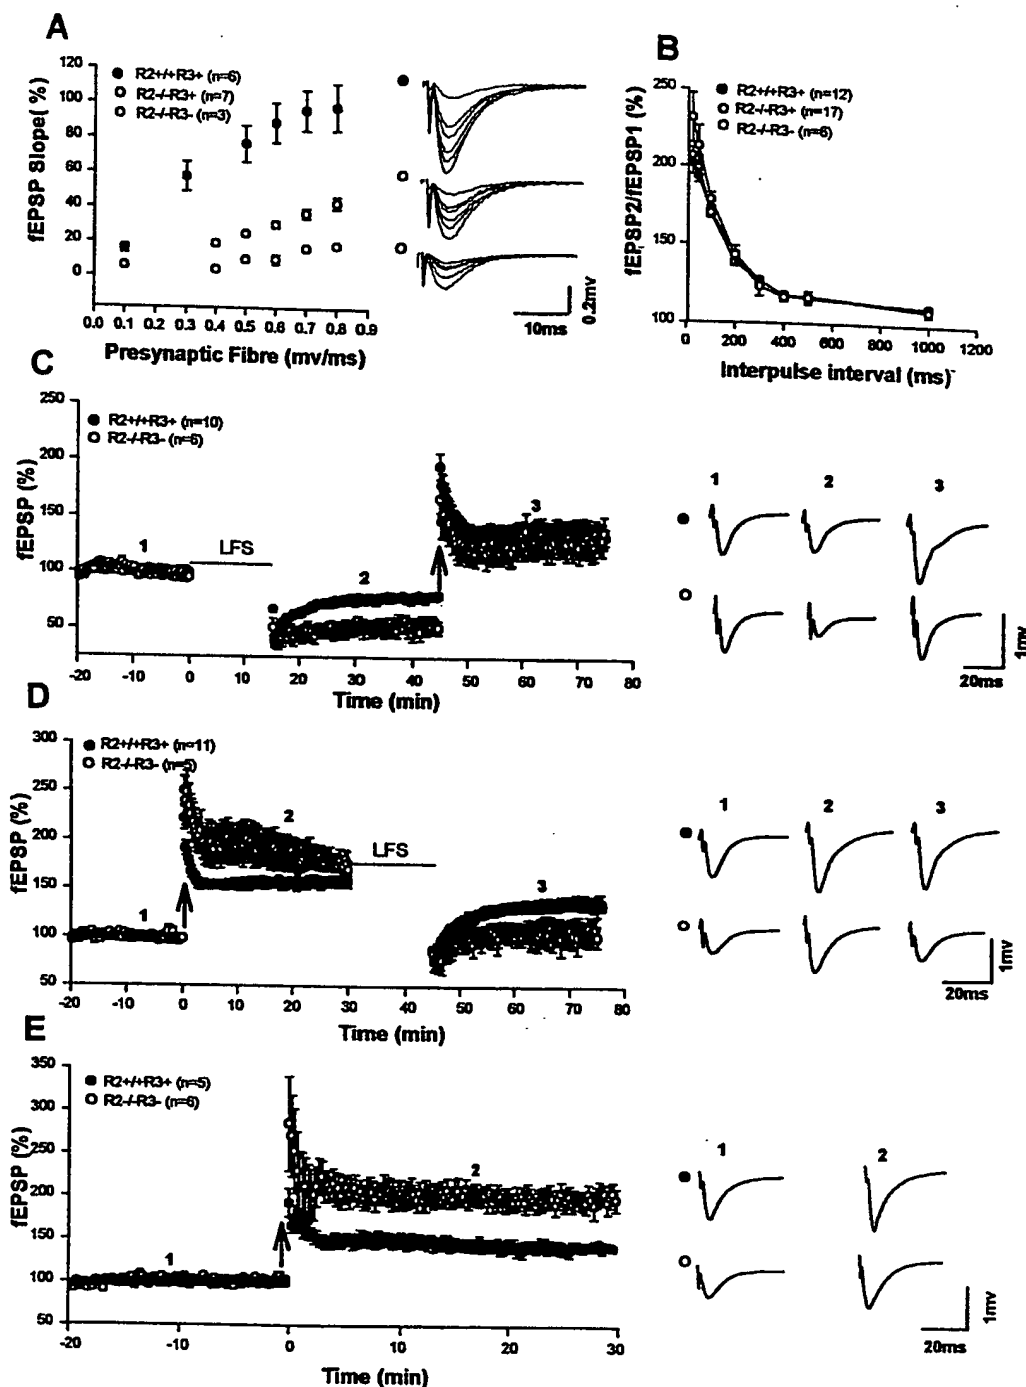 A
fEPSP Slope( %)
120
100
80
60
40
20
0
R2+/+R3+ (n=6)
R2-/-R3+ (n=7)
R2-/-R3- (n=3)
0.0 0.1 0.2 0.3 0.4 0.5 0.6 0.7 0.8 0.9
Presynaptic Fibre (mv/ms)
10ms
0.2mv
B
fEPSP2/fEPSP1 (%)
250
200
150
100
R2+/+R3+ (n=12)
R2-/-R3+ (n=17)
R2-/-R3- (n=6)
0 200 400 600 800 1000 1200
Interpulse interval (ms)
C
fEPSP (%)
250
200
150
100
50
R2+/+R3+ (n=10)
R2-/-R3- (n=6)
1
LFS
2
3
-20 -10 0 10 20 30 40 50 60 70 80
Time (min)
1 2 3
20ms
1mv
D
fEPSP (%)
300
250
200
150
100
50
R2+/+R3+ (n=11)
R2-/-R3- (n=5)
1
2
LFS
3
-20 -10 0 10 20 30 40 50 60 70 80
Time (min)
1 2 3
20ms
1mv
E
fEPSP (%)
350
300
250
200
150
100
50
R2+/+R3+ (n=5)
R2-/-R3- (n=6)
1
2
-20 -10 0 10 20 30
Time (min)
1 2
20ms
1mv